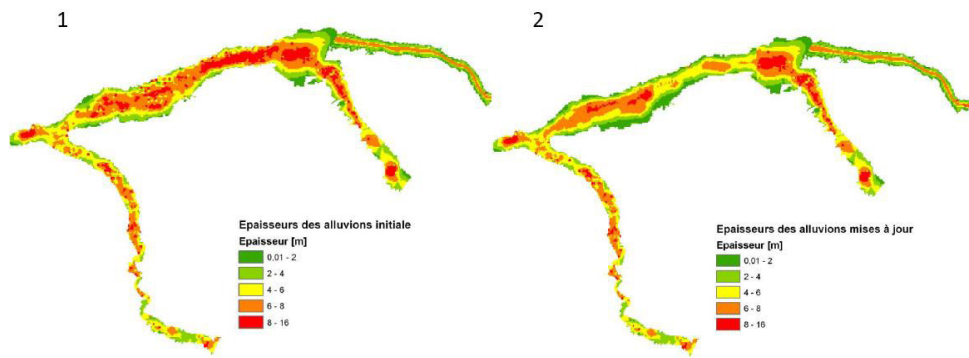 1
2
Epaisseurs des alluvions initiale
Epaisseur [m]
0,01 - 2
2 - 4
4 - 6
6 - 8
8 - 16
Epaisseurs des alluvions mises à jour
Epaisseur [m]
0,01 - 2
2 - 4
4 - 6
6 - 8
8 - 16